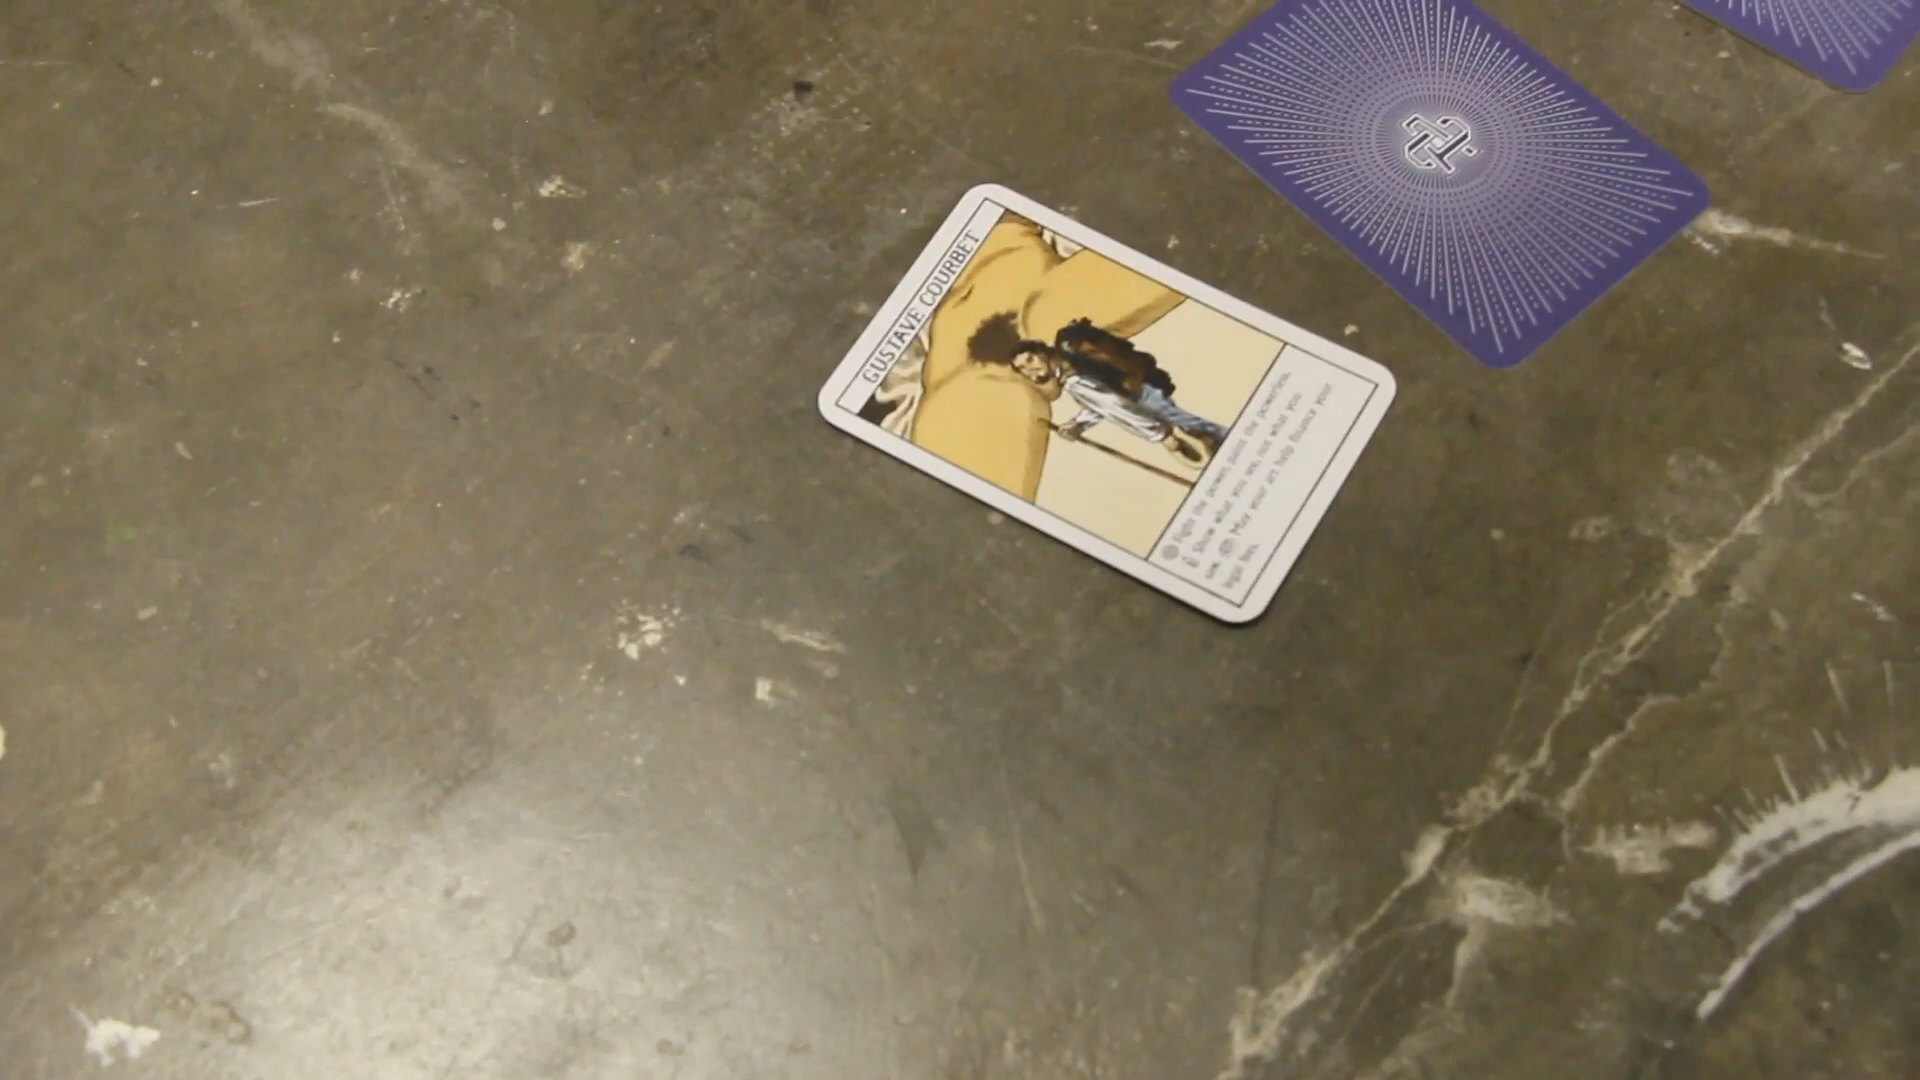 GUSTAVE COURBET
Fight the power, paint the powerless.
Show what you see, not what you
see. May your art help finance your
legal fees.